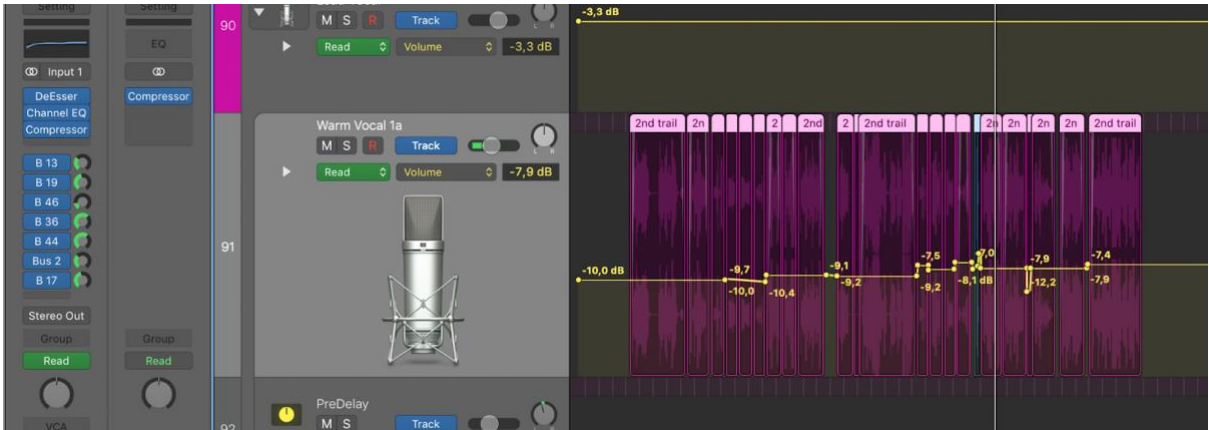 Setting
Setting
EQ
Input 1
DeEsser
Compressor
Channel EQ
Compressor
B 13
B 19
B 46
B 36
B 44
Bus 2
B 17
Stereo Out
Group
Group
Read
Read
VCA
90
M S R Track
L R
Read Volume -3,3 dB
-3,3 dB
91
Warm Vocal 1a
M S R Track
L R
Read Volume -7,9 dB
2nd trail 2n 2 2nd 2 2nd trail 2n 2n 2n 2n 2nd trail
-10,0 dB
-9,7
-10,0
-10,4
-9,1
-9,2
-7,5
-9,2
-8,1 dB
7,0
-7,9
-12,2
-7,4
-7,9
92
PreDelay
M S Track
L R